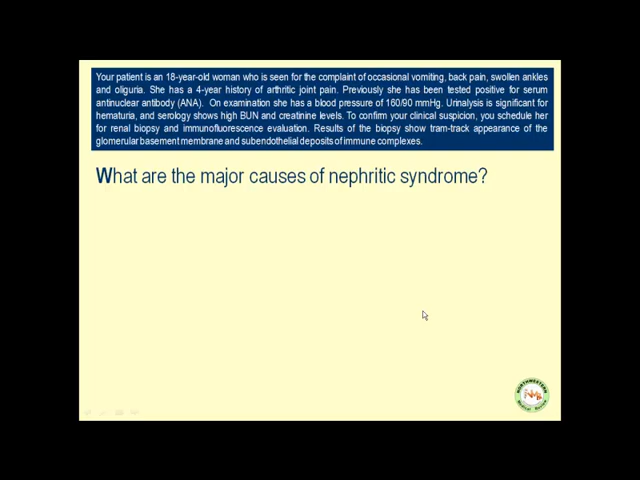 Your patient is an 18-year-old woman who is seen for the complaint of occasional vomiting, back pain, swollen ankles
and oliguria. She has a 4-year history of arthritic joint pain. Previously she has been tested positive for serum
antinuclear antibody (ANA). On examination she has a blood pressure of 160/90 mmHg. Urinalysis is significant for
hematuria, and serology shows high BUN and creatinine levels. To confirm your clinical suspicion, you schedule her
for renal biopsy and immunofluorescence evaluation. Results of the biopsy show tram-track appearance of the
glomerular basement membrane and subendothelial deposits of immune complexes.
What are the major causes of nephritic syndrome?
NORTHWESTERN
Medical Review